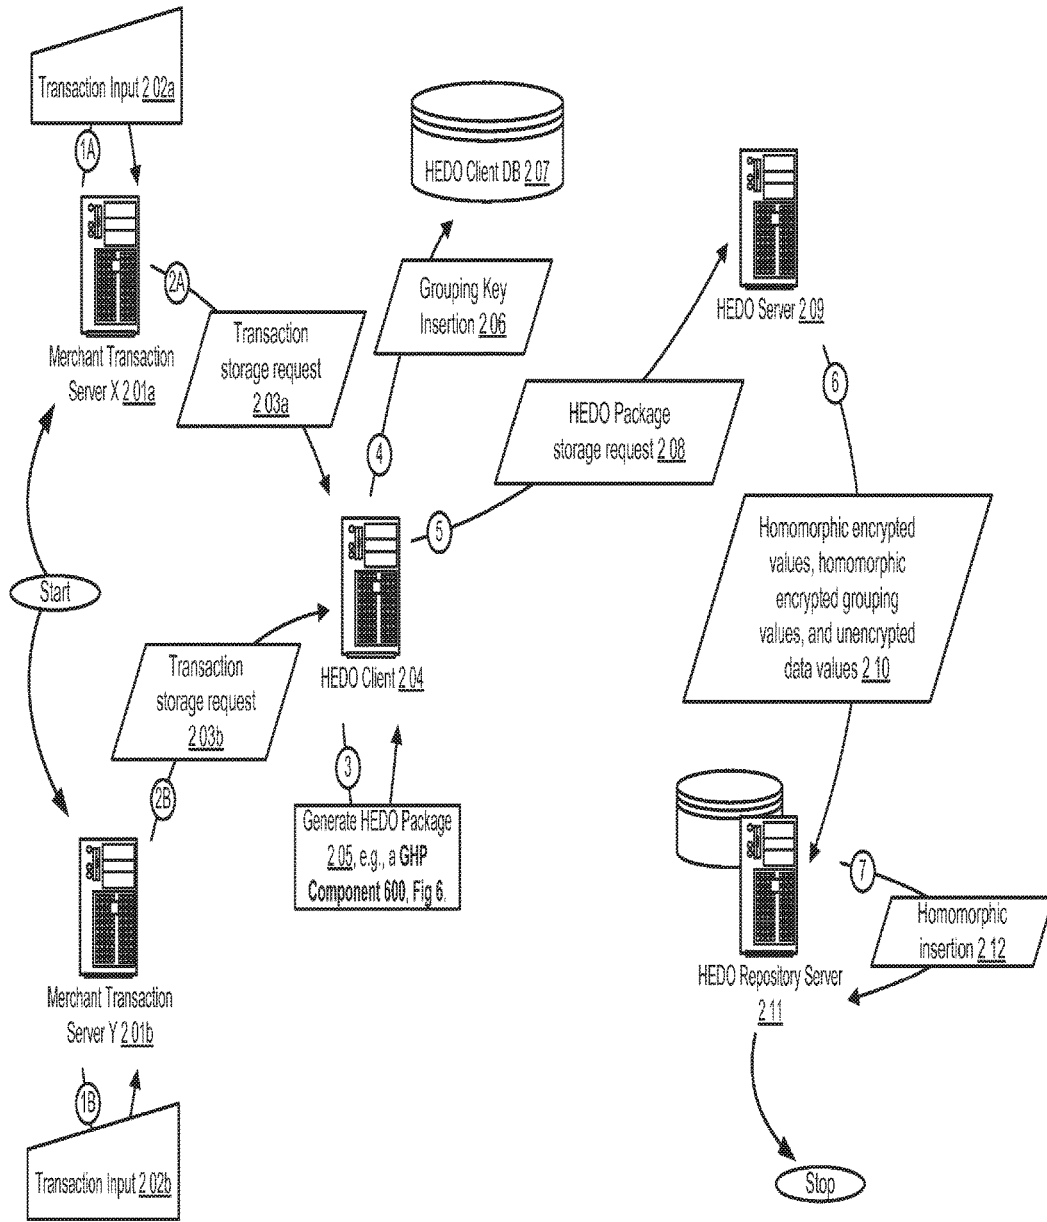 Transaction Input 2.02a
1A
HEDO Client DB 2.07
2A
Grouping Key
Insertion 2.06
HEDO Server 2.09
Merchant Transaction
Server X 2.01a
Transaction
storage request
2.03a
6
HEDO Package
storage request 2.08
4
5
Homomorphic encrypted
values, homomorphic
encrypted grouping
values, and unencrypted
data values 2.10
Start
HEDO Client 2.04
Transaction
storage request
2.03b
3
2B
Generate HEDO Package
2.05, e.g., a GHP
Component 600, Fig 6.
7
Homomorphic
insertion 2.12
HEDO Repository Server
2.11
Merchant Transaction
Server Y 2.01b
1B
Transaction Input 2.02b
Stop